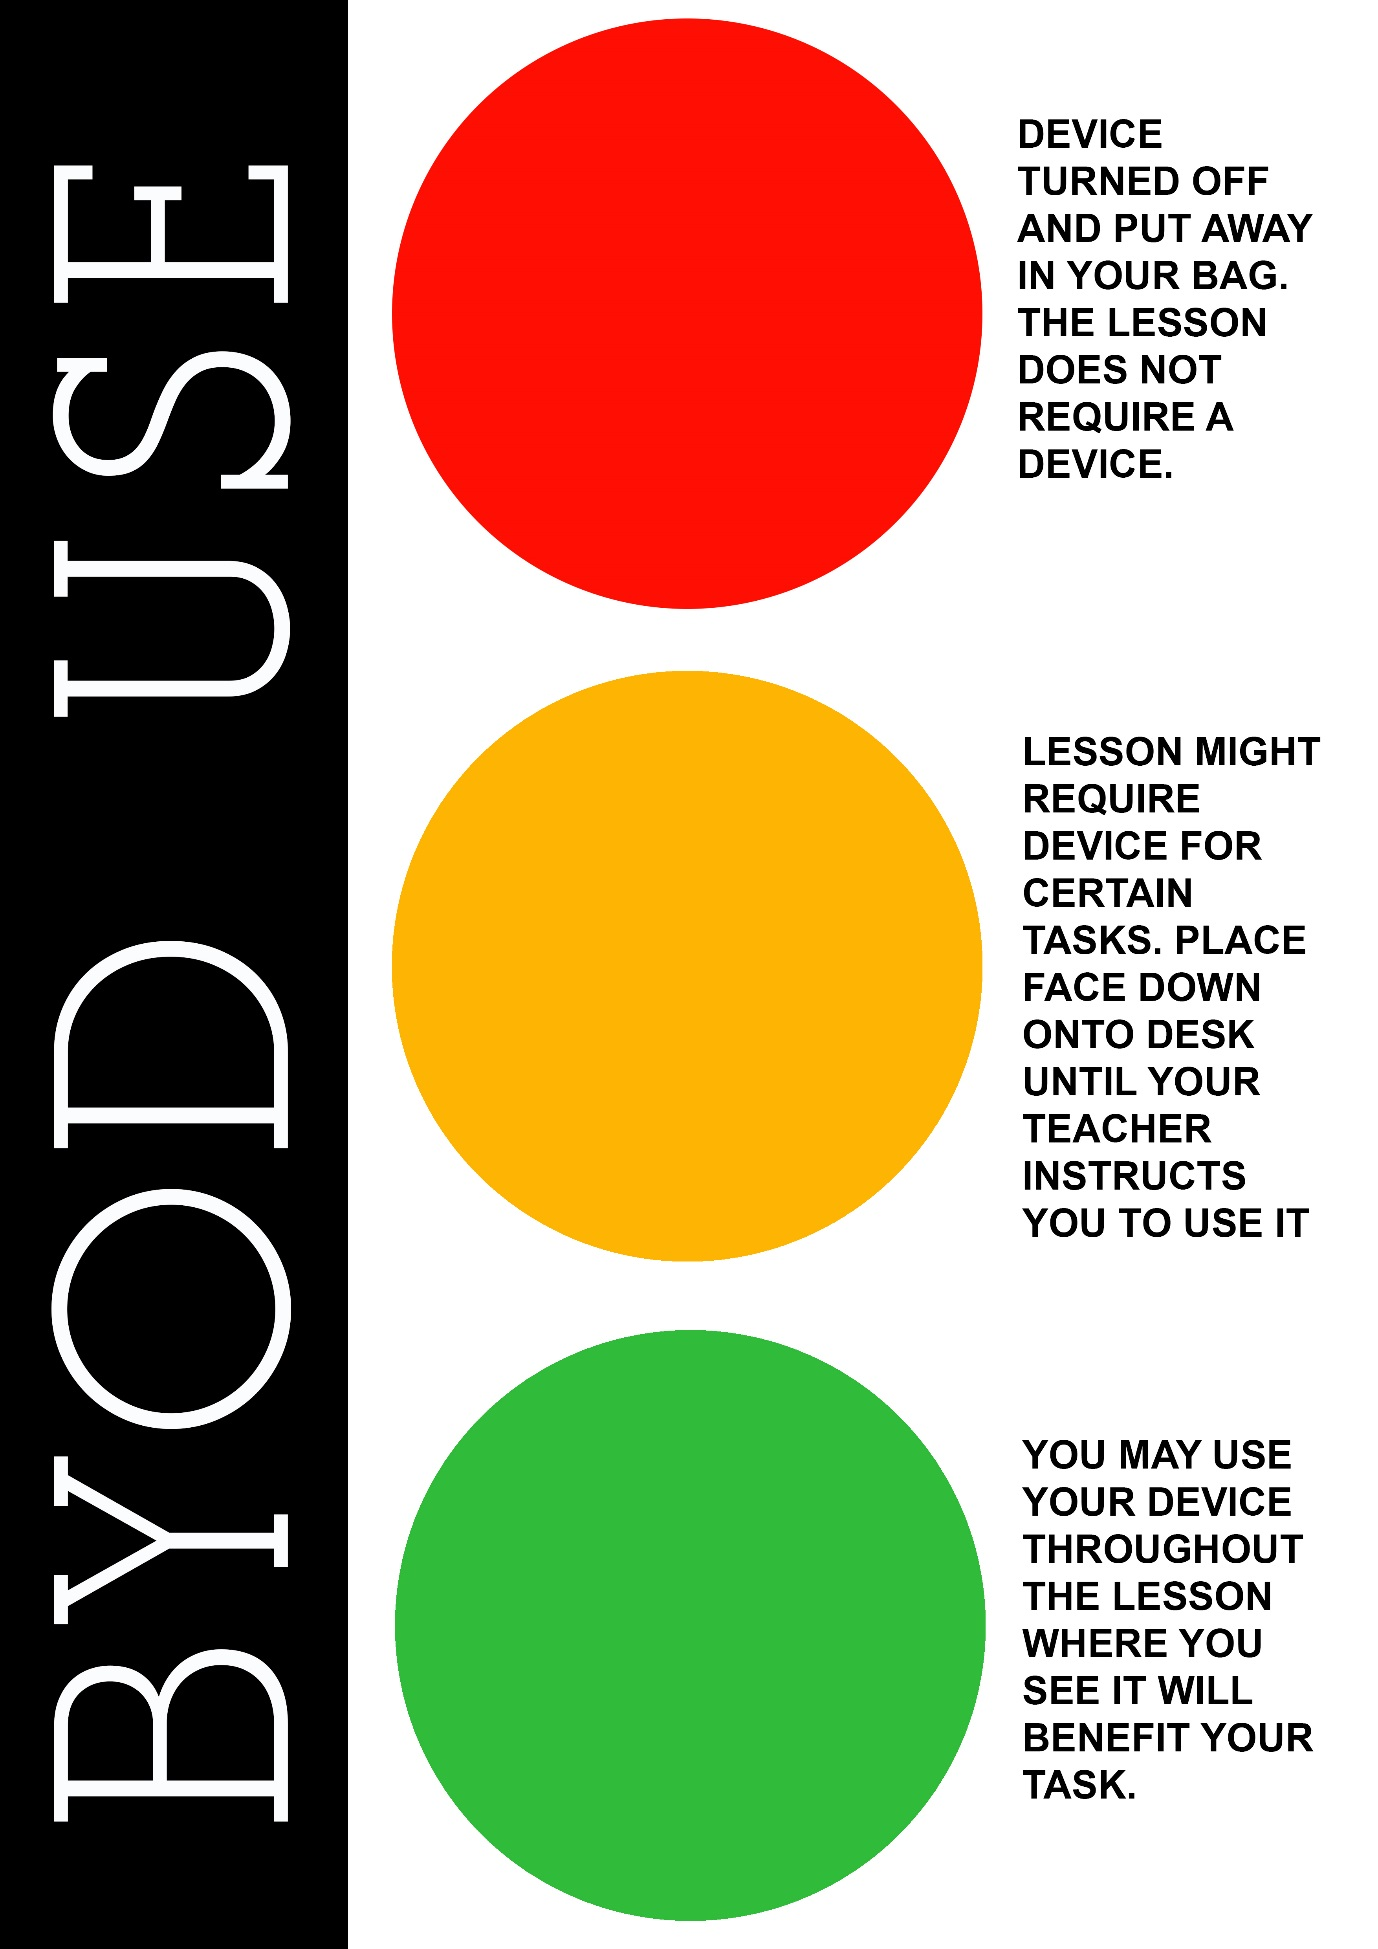 BYOD USE
DEVICE
TURNED OFF
AND PUT AWAY
IN YOUR BAG.
THE LESSON
DOES NOT
REQUIRE A
DEVICE.
LESSON MIGHT
REQUIRE
DEVICE FOR
CERTAIN
TASKS. PLACE
FACE DOWN
ONTO DESK
UNTIL YOUR
TEACHER
INSTRUCTS
YOU TO USE IT
YOU MAY USE
YOUR DEVICE
THROUGHOUT
THE LESSON
WHERE YOU
SEE IT WILL
BENEFIT YOUR
TASK.